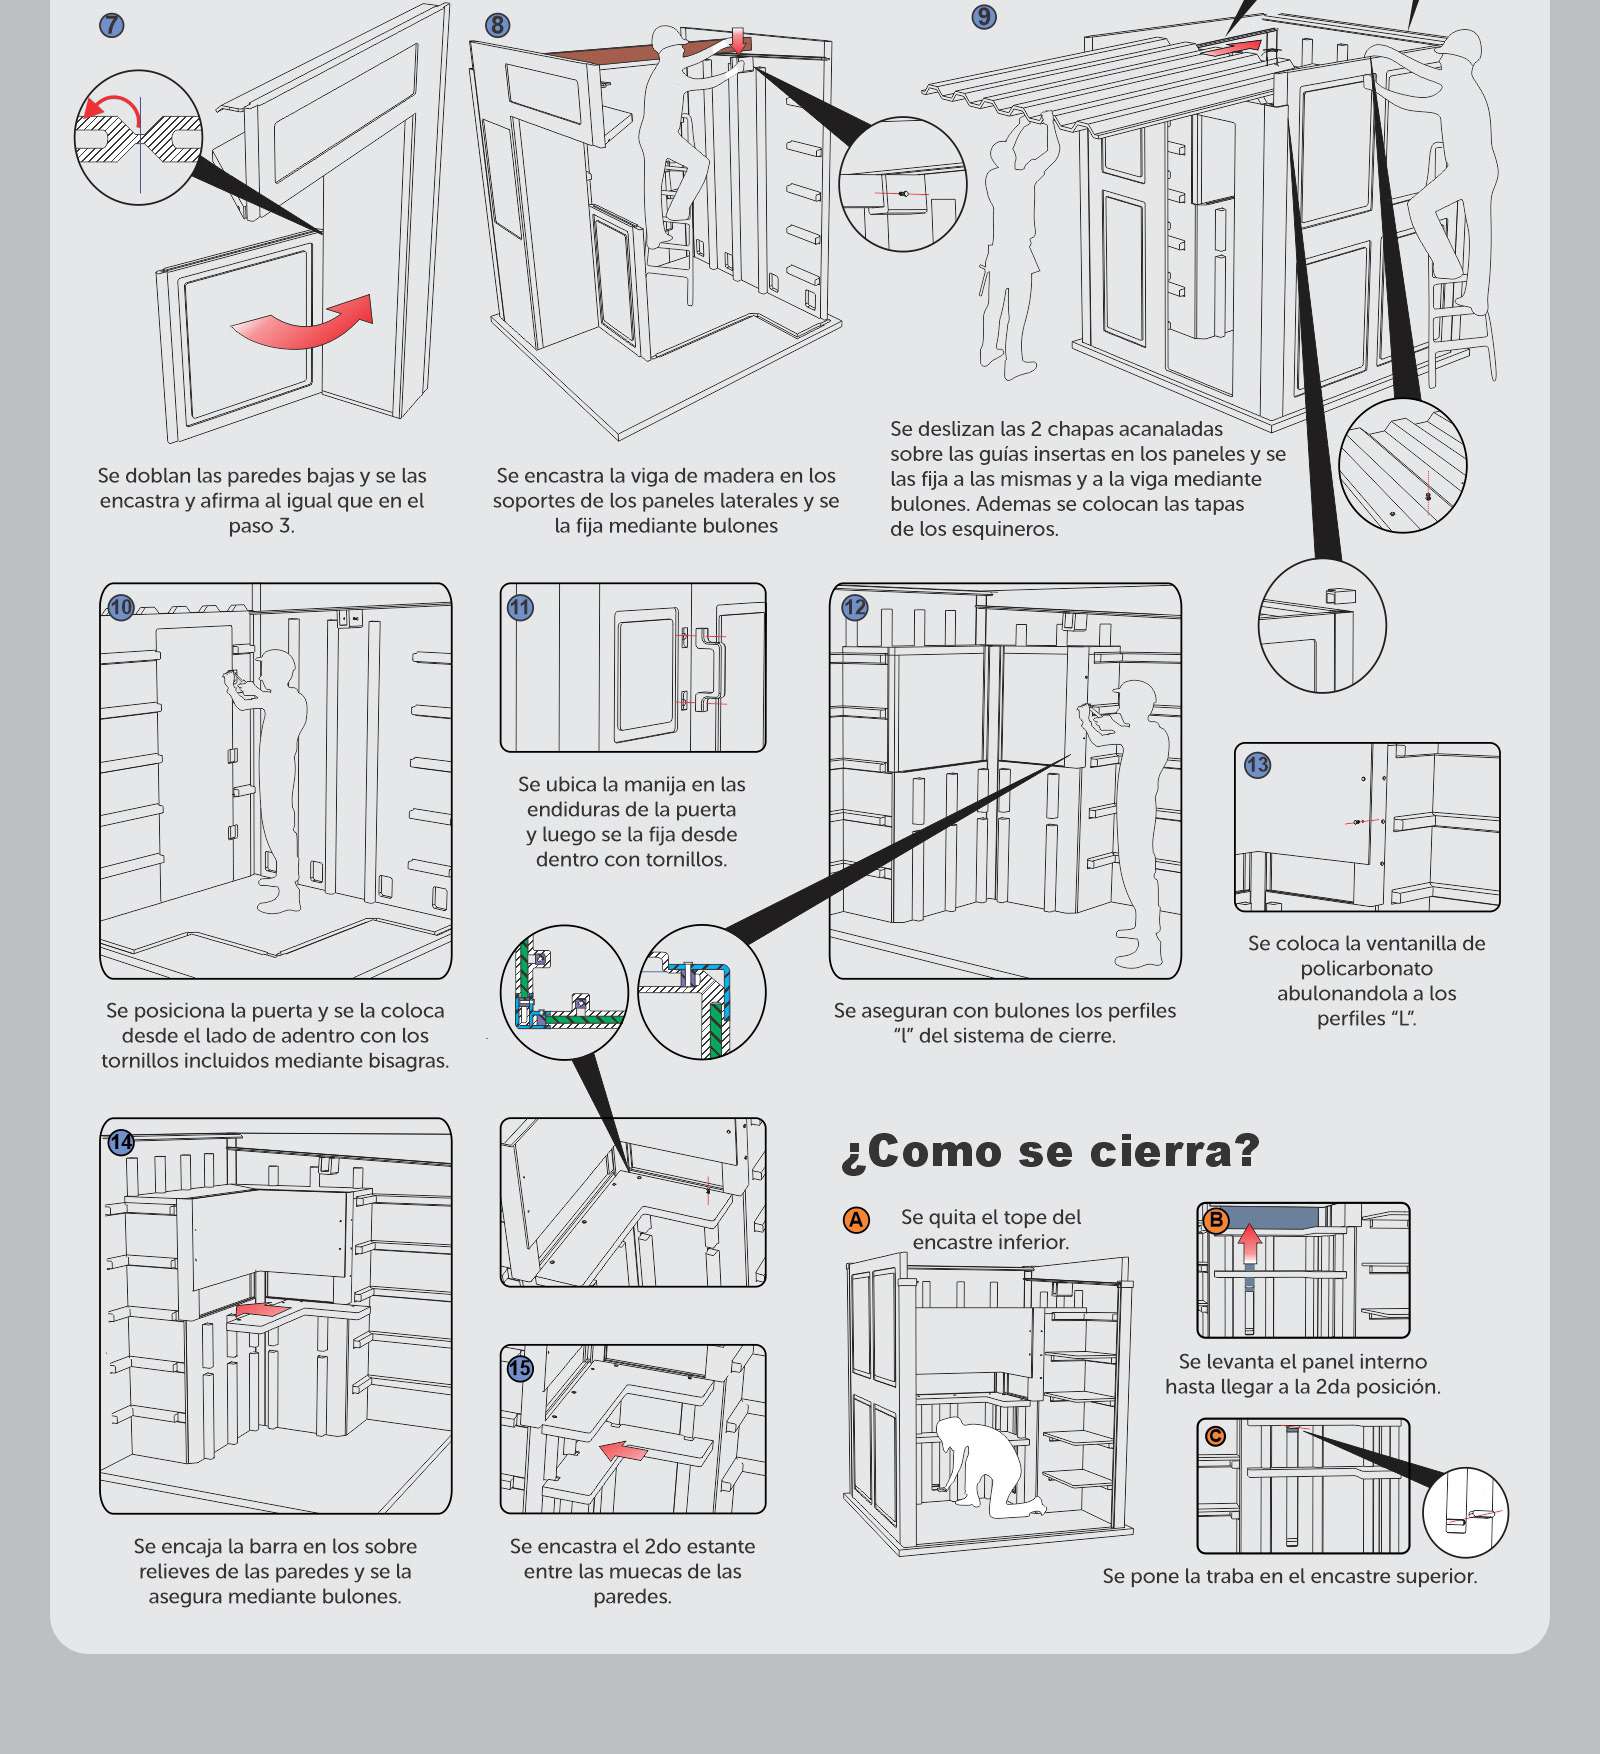 7
Se doblan las paredes bajas y se las
encastra y afirma al igual que en el
paso 3.
8
Se encastra la viga de madera en los
soportes de los paneles laterales y se
la fija mediante bulones
9
Se deslizan las 2 chapas acanaladas
sobre las guías insertas en los paneles y se
las fija a las mismas y a la viga mediante
bulones. Ademas se colocan las tapas
de los esquineros.
10
Se posiciona la puerta y se la coloca
desde el lado de adentro con los
tornillos incluidos mediante bisagras.
11
Se ubica la manija en las
endiduras de la puerta
y luego se la fija desde
dentro con tornillos.
12
Se aseguran con bulones los perfiles
“l” del sistema de cierre.
13
Se coloca la ventanilla de
policarbonato
abulonandola a los
perfiles “L”.
14
Se encaja la barra en los sobre
relieves de las paredes y se la
asegura mediante bulones.
15
Se encastra el 2do estante
entre las muecas de las
paredes.
¿Como se cierra?
A
Se quita el tope del
encastre inferior.
B
Se levanta el panel interno
hasta llegar a la 2da posición.
C
Se pone la traba en el encastre superior.